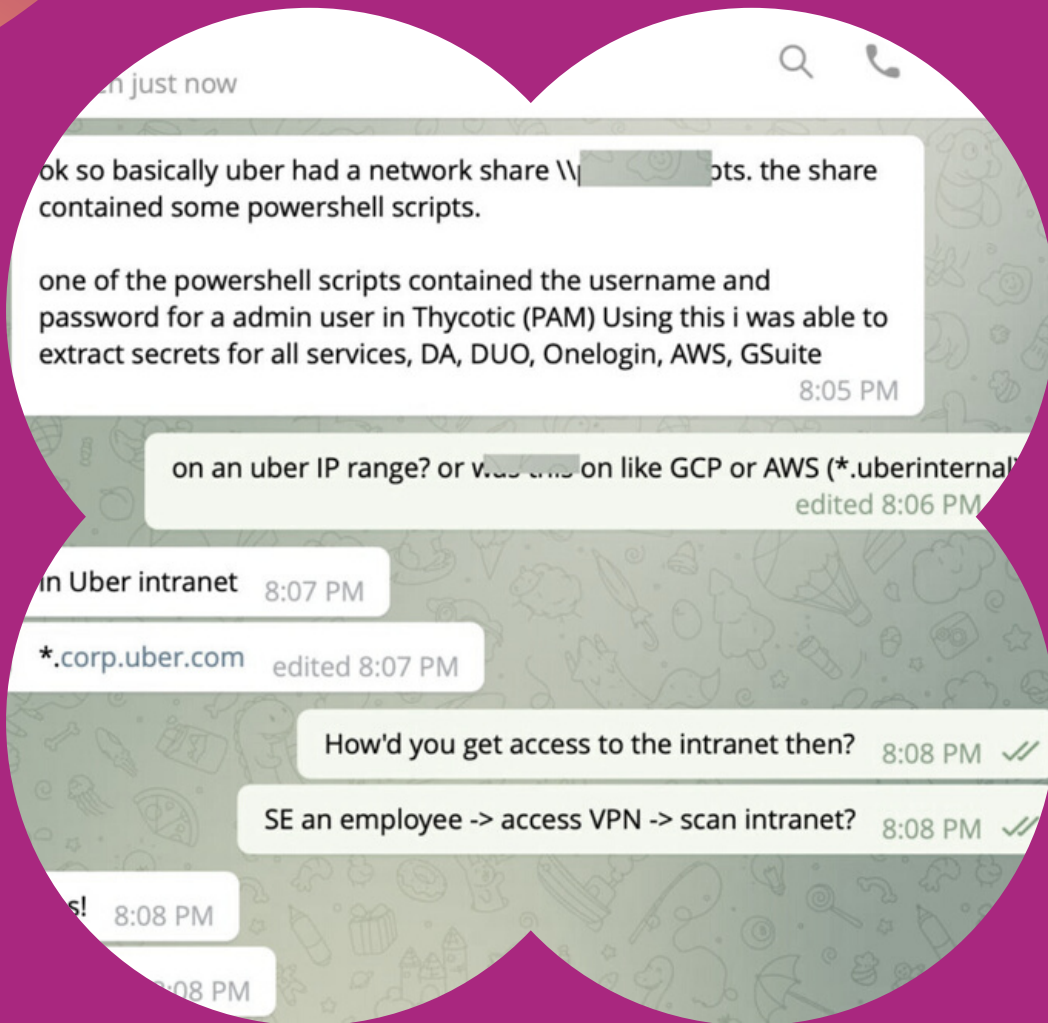 just now
ok so basically uber had a network share \\ the share
contained some powershell scripts.
one of the powershell scripts contained the username and
password for a admin user in Thycotic (PAM) Using this i was able to
extract secrets for all services, DA, DUO, Onelogin, AWS, GSuite
8:05 PM
on an uber IP range? or on like GCP or AWS (*.uberinternal)
edited 8:06 PM
in Uber intranet 8:07 PM
*.corp.uber.com edited 8:07 PM
How'd you get access to the intranet then? 8:08 PM
SE an employee -> access VPN -> scan intranet? 8:08 PM
8:08 PM
:08 PM